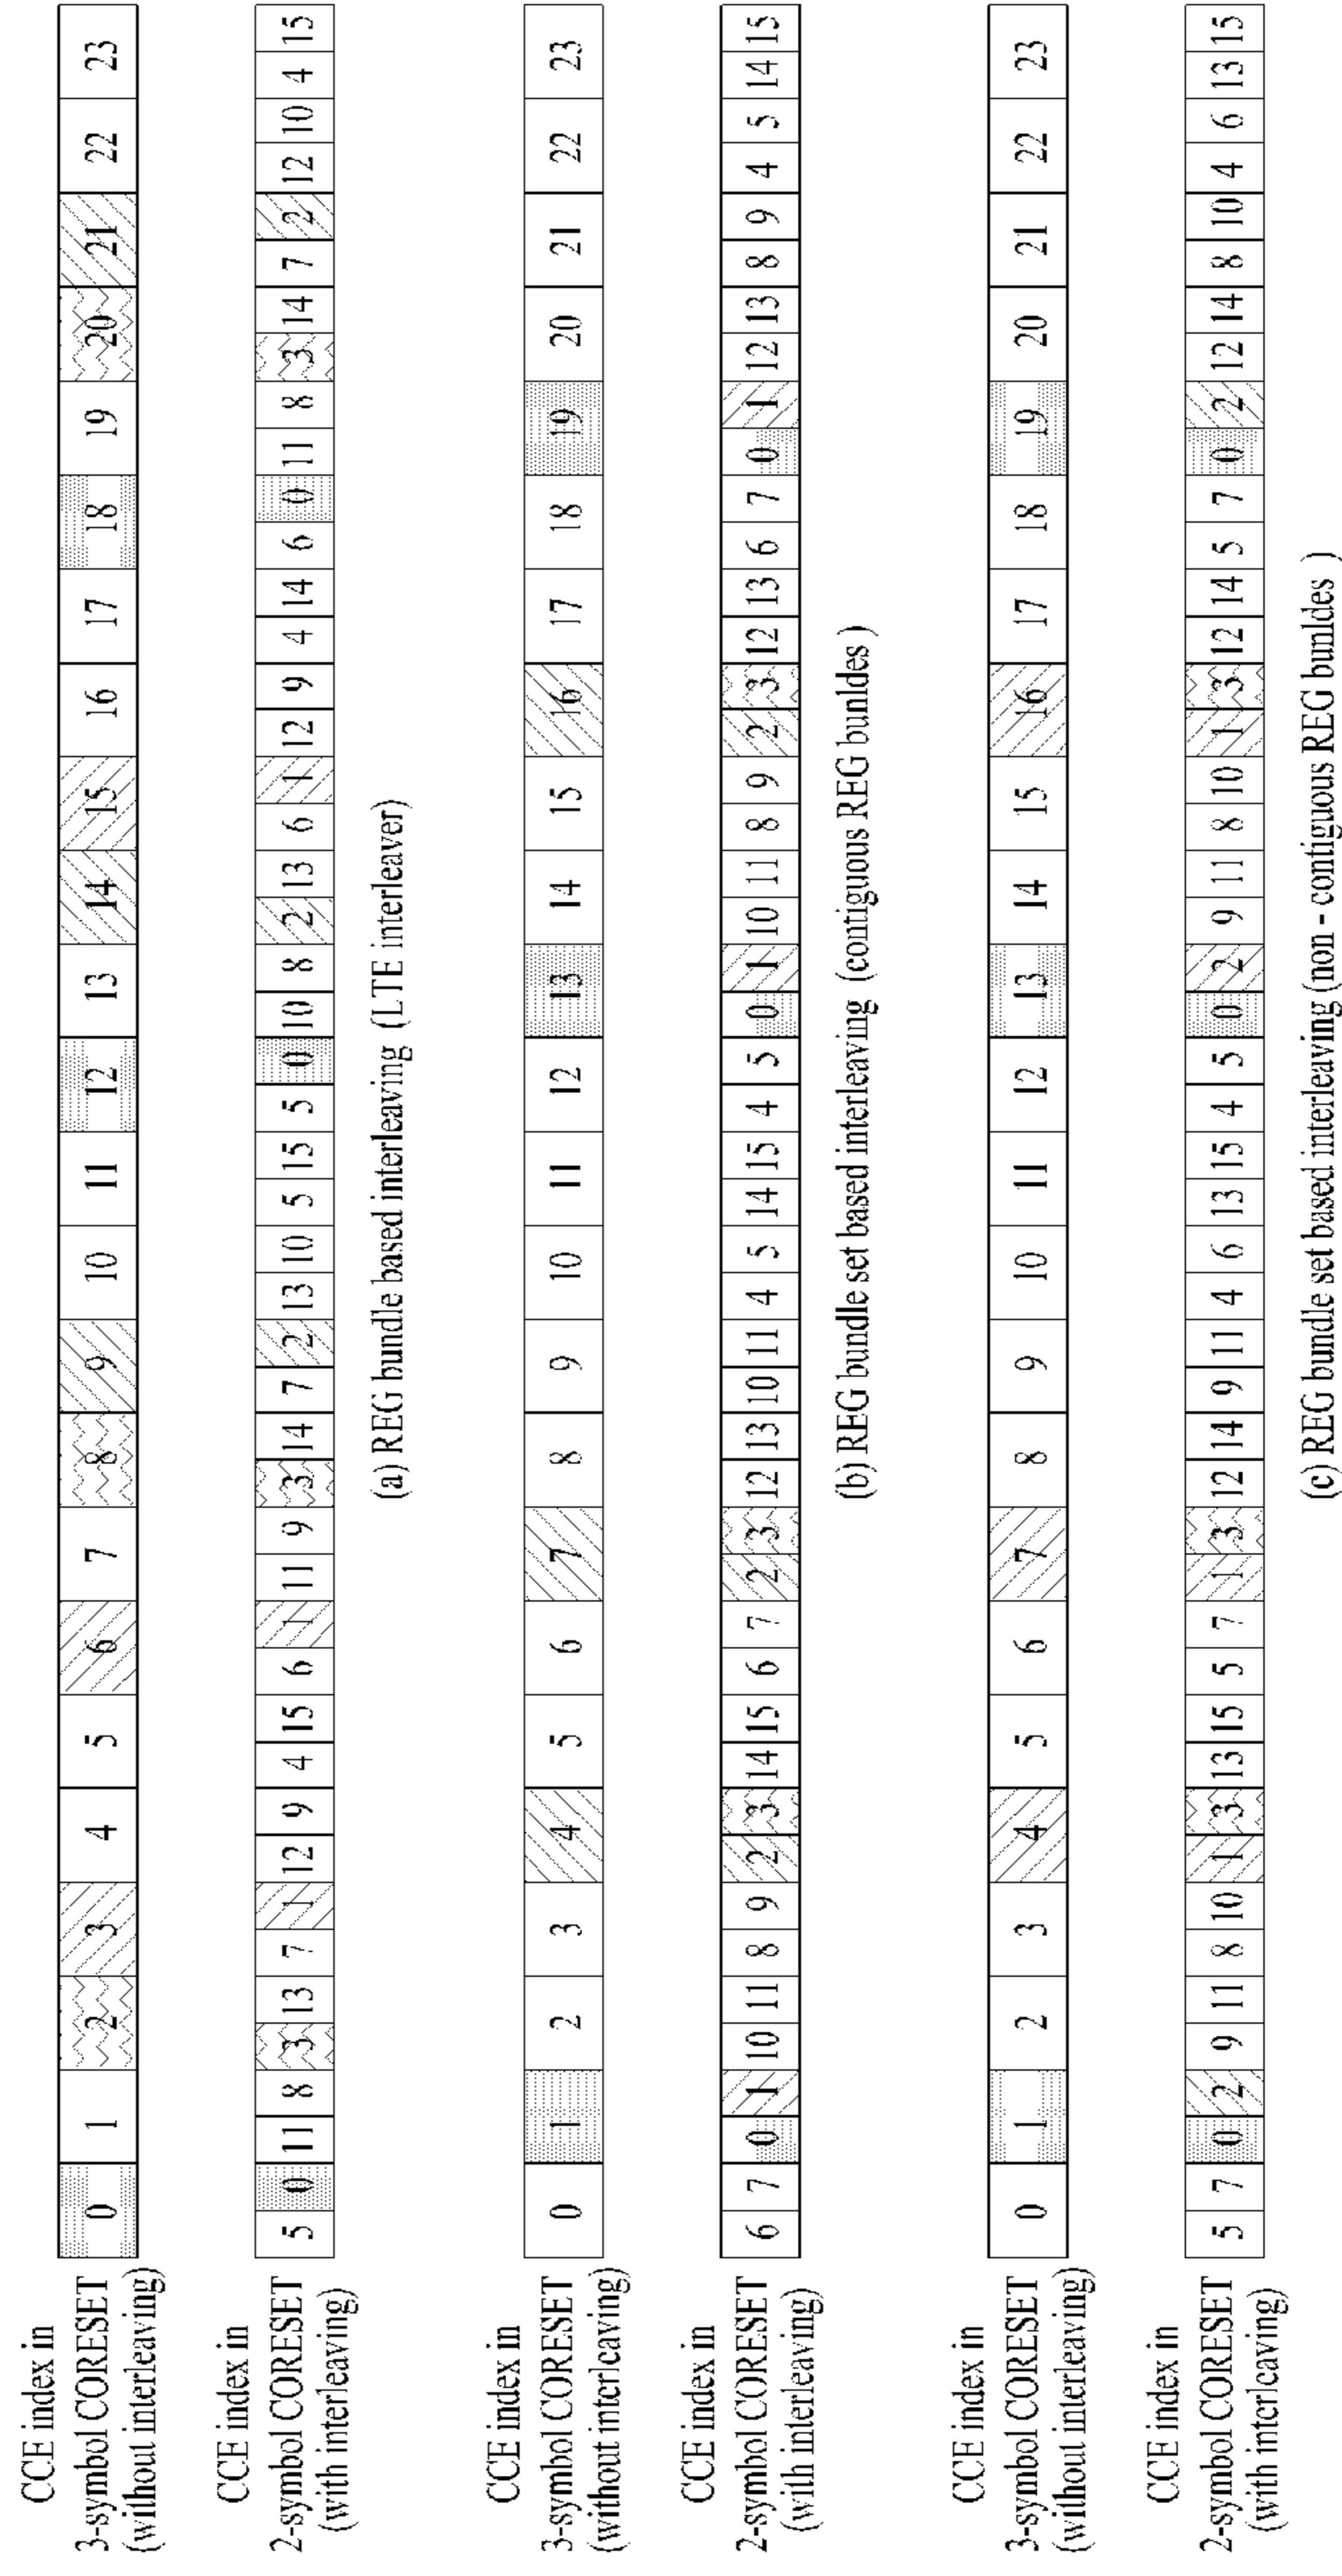 CCE index in
3-symbol CORESET
(without interleaving)
0 1 2 3 4 5 6 7 8 9 10 11 12 13 14 15 16 17 18 19 20 21 22 23
CCE index in
2-symbol CORESET
(with interleaving)
5 0 11 8 3 13 7 1 12 9 4 15 6 1 11 9 3 14 7 2 13 10 5 15 5 0 10 8 2 13 6 1 12 9 4 14 6 0 11 8 3 14 7 2 12 10 4 15
(a) REG bundle based interleaving (LTE interleaver)
CCE index in
3-symbol CORESET
(without interleaving)
0 1 2 3 4 5 6 7 8 9 10 11 12 13 14 15 16 17 18 19 20 21 22 23
CCE index in
2-symbol CORESET
(with interleaving)
6 7 0 1 10 11 8 9 2 3 14 15 6 7 2 3 12 13 10 11 4 5 14 15 4 5 0 1 10 11 8 9 2 3 12 13 6 7 0 1 12 13 8 9 4 5 14 15
(b) REG bundle set based interleaving (contiguous REG bunldes )
CCE index in
3-symbol CORESET
(without interleaving)
0 1 2 3 4 5 6 7 8 9 10 11 12 13 14 15 16 17 18 19 20 21 22 23
CCE index in
2-symbol CORESET
(with interleaving)
5 7 0 2 9 11 8 10 1 3 13 15 5 7 1 3 12 14 9 11 4 6 13 15 4 5 0 2 9 11 8 10 1 3 12 14 5 7 0 2 12 14 8 10 4 6 13 15
(c) REG bundle set based interleaving (non - contiguous REG bunldes )